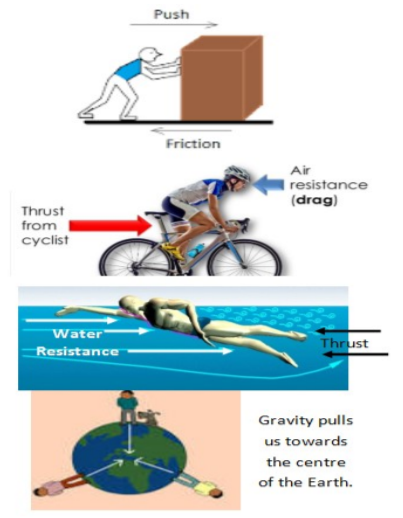 Push
Friction
Air
resistance
(drag)
Thrust
from
cyclist
Water
Resistance
Thrust
Gravity pulls
us towards
the centre
of the Earth.